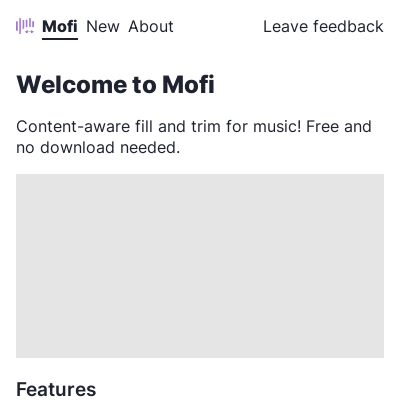 Mofi New About Leave feedback
Welcome to Mofi
Content-aware fill and trim for music! Free and
no download needed.
Features